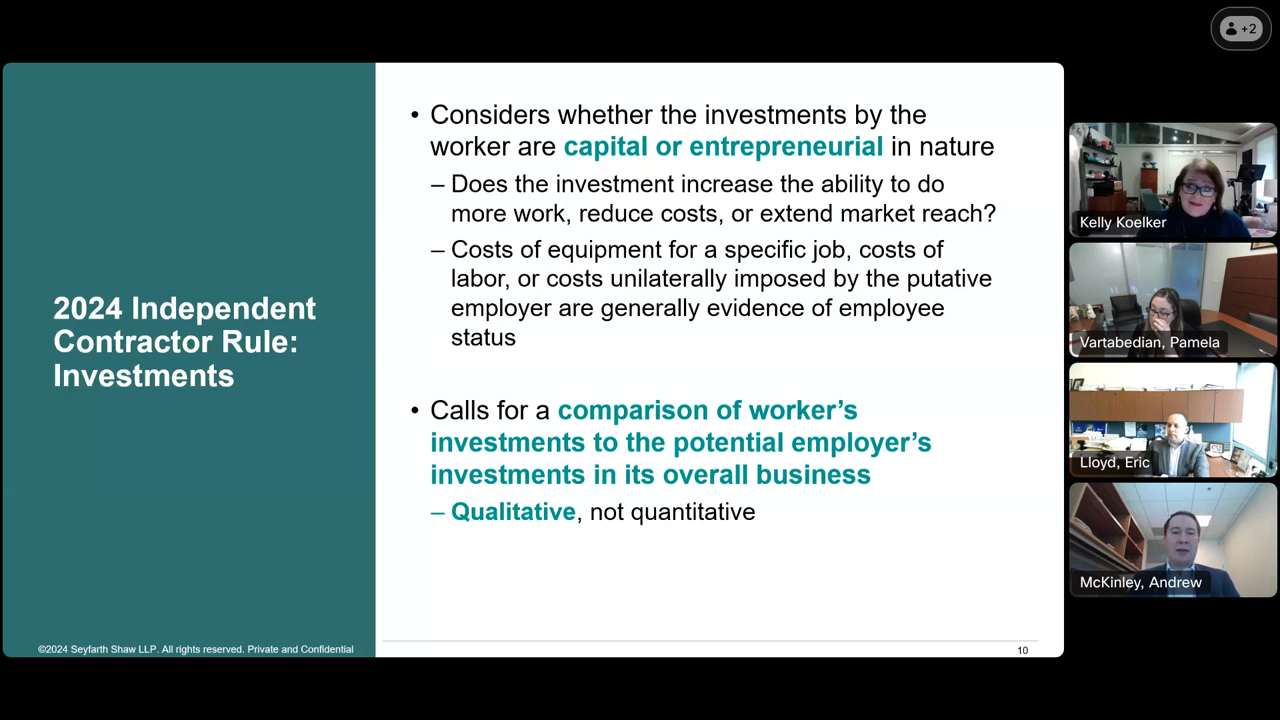 +2
2024 Independent
Contractor Rule:
Investments
• Considers whether the investments by the
worker are capital or entrepreneurial in nature
– Does the investment increase the ability to do
more work, reduce costs, or extend market reach?
– Costs of equipment for a specific job, costs of
labor, or costs unilaterally imposed by the putative
employer are generally evidence of employee
status
• Calls for a comparison of worker’s
investments to the potential employer’s
investments in its overall business
– Qualitative, not quantitative
©2024 Seyfarth Shaw LLP. All rights reserved. Private and Confidential
10
Kelly Koelker
Vartabedian, Pamela
Lloyd, Eric
McKinley, Andrew